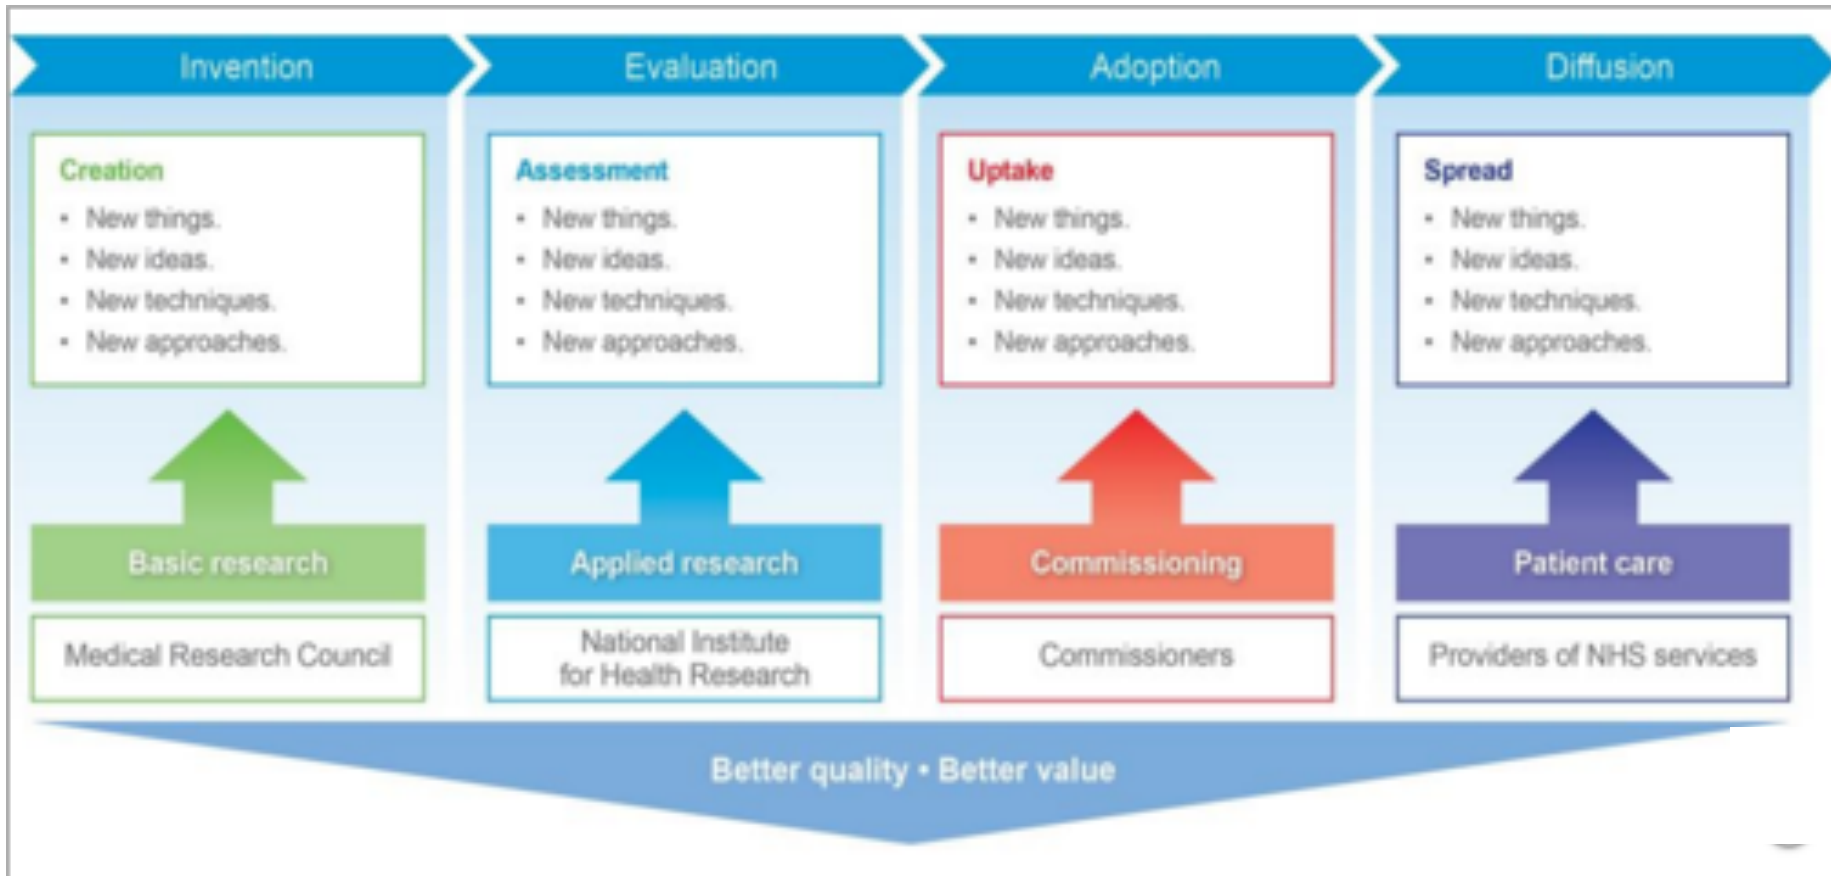 Invention
Evaluation
Adoption
Diffusion
Creation
• New things.
• New ideas.
• New techniques.
• New approaches.
Assessment
• New things.
• New ideas.
• New techniques.
• New approaches.
Uptake
• New things.
• New ideas.
• New techniques.
• New approaches.
Spread
• New things.
• New ideas.
• New techniques.
• New approaches.
Basic research
Applied research
Commissioning
Patient care
Medical Research Council
National Institute
for Health Research
Commissioners
Providers of NHS services
Better quality • Better value